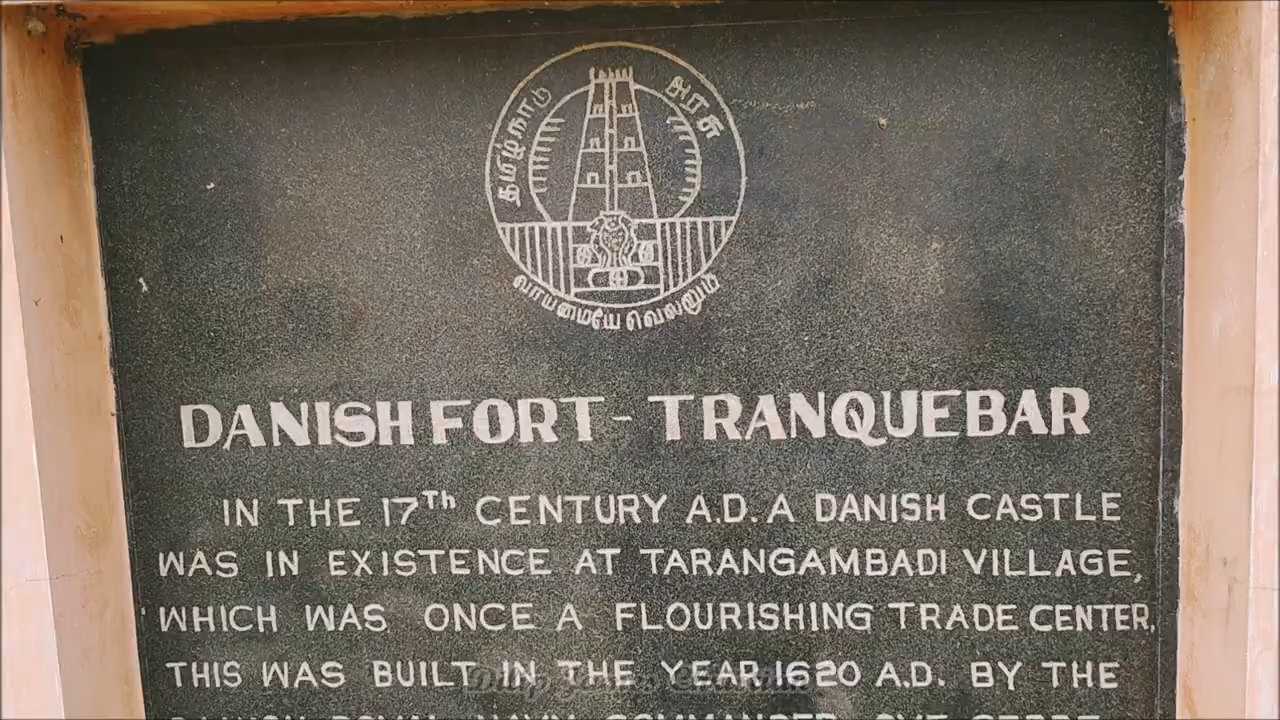 தமிழ்நாடு அரசு
வாய்மையே வெல்லும்
DANISH FORT - TRANQUEBAR
IN THE 17Th CENTURY A.D. A DANISH CASTLE
WAS IN EXISTENCE AT TARANGAMBADI VILLAGE,
WHICH WAS ONCE A FLOURISHING TRADE CENTER.
THIS WAS BUILT IN THE YEAR 1620 A.D. BY THE